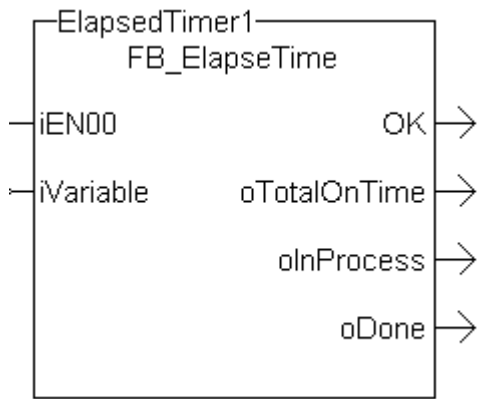 ElapsedTimer1
FB_ElapseTime
iEN00 OK
iVariable oTotalOnTime
oInProcess
oDone